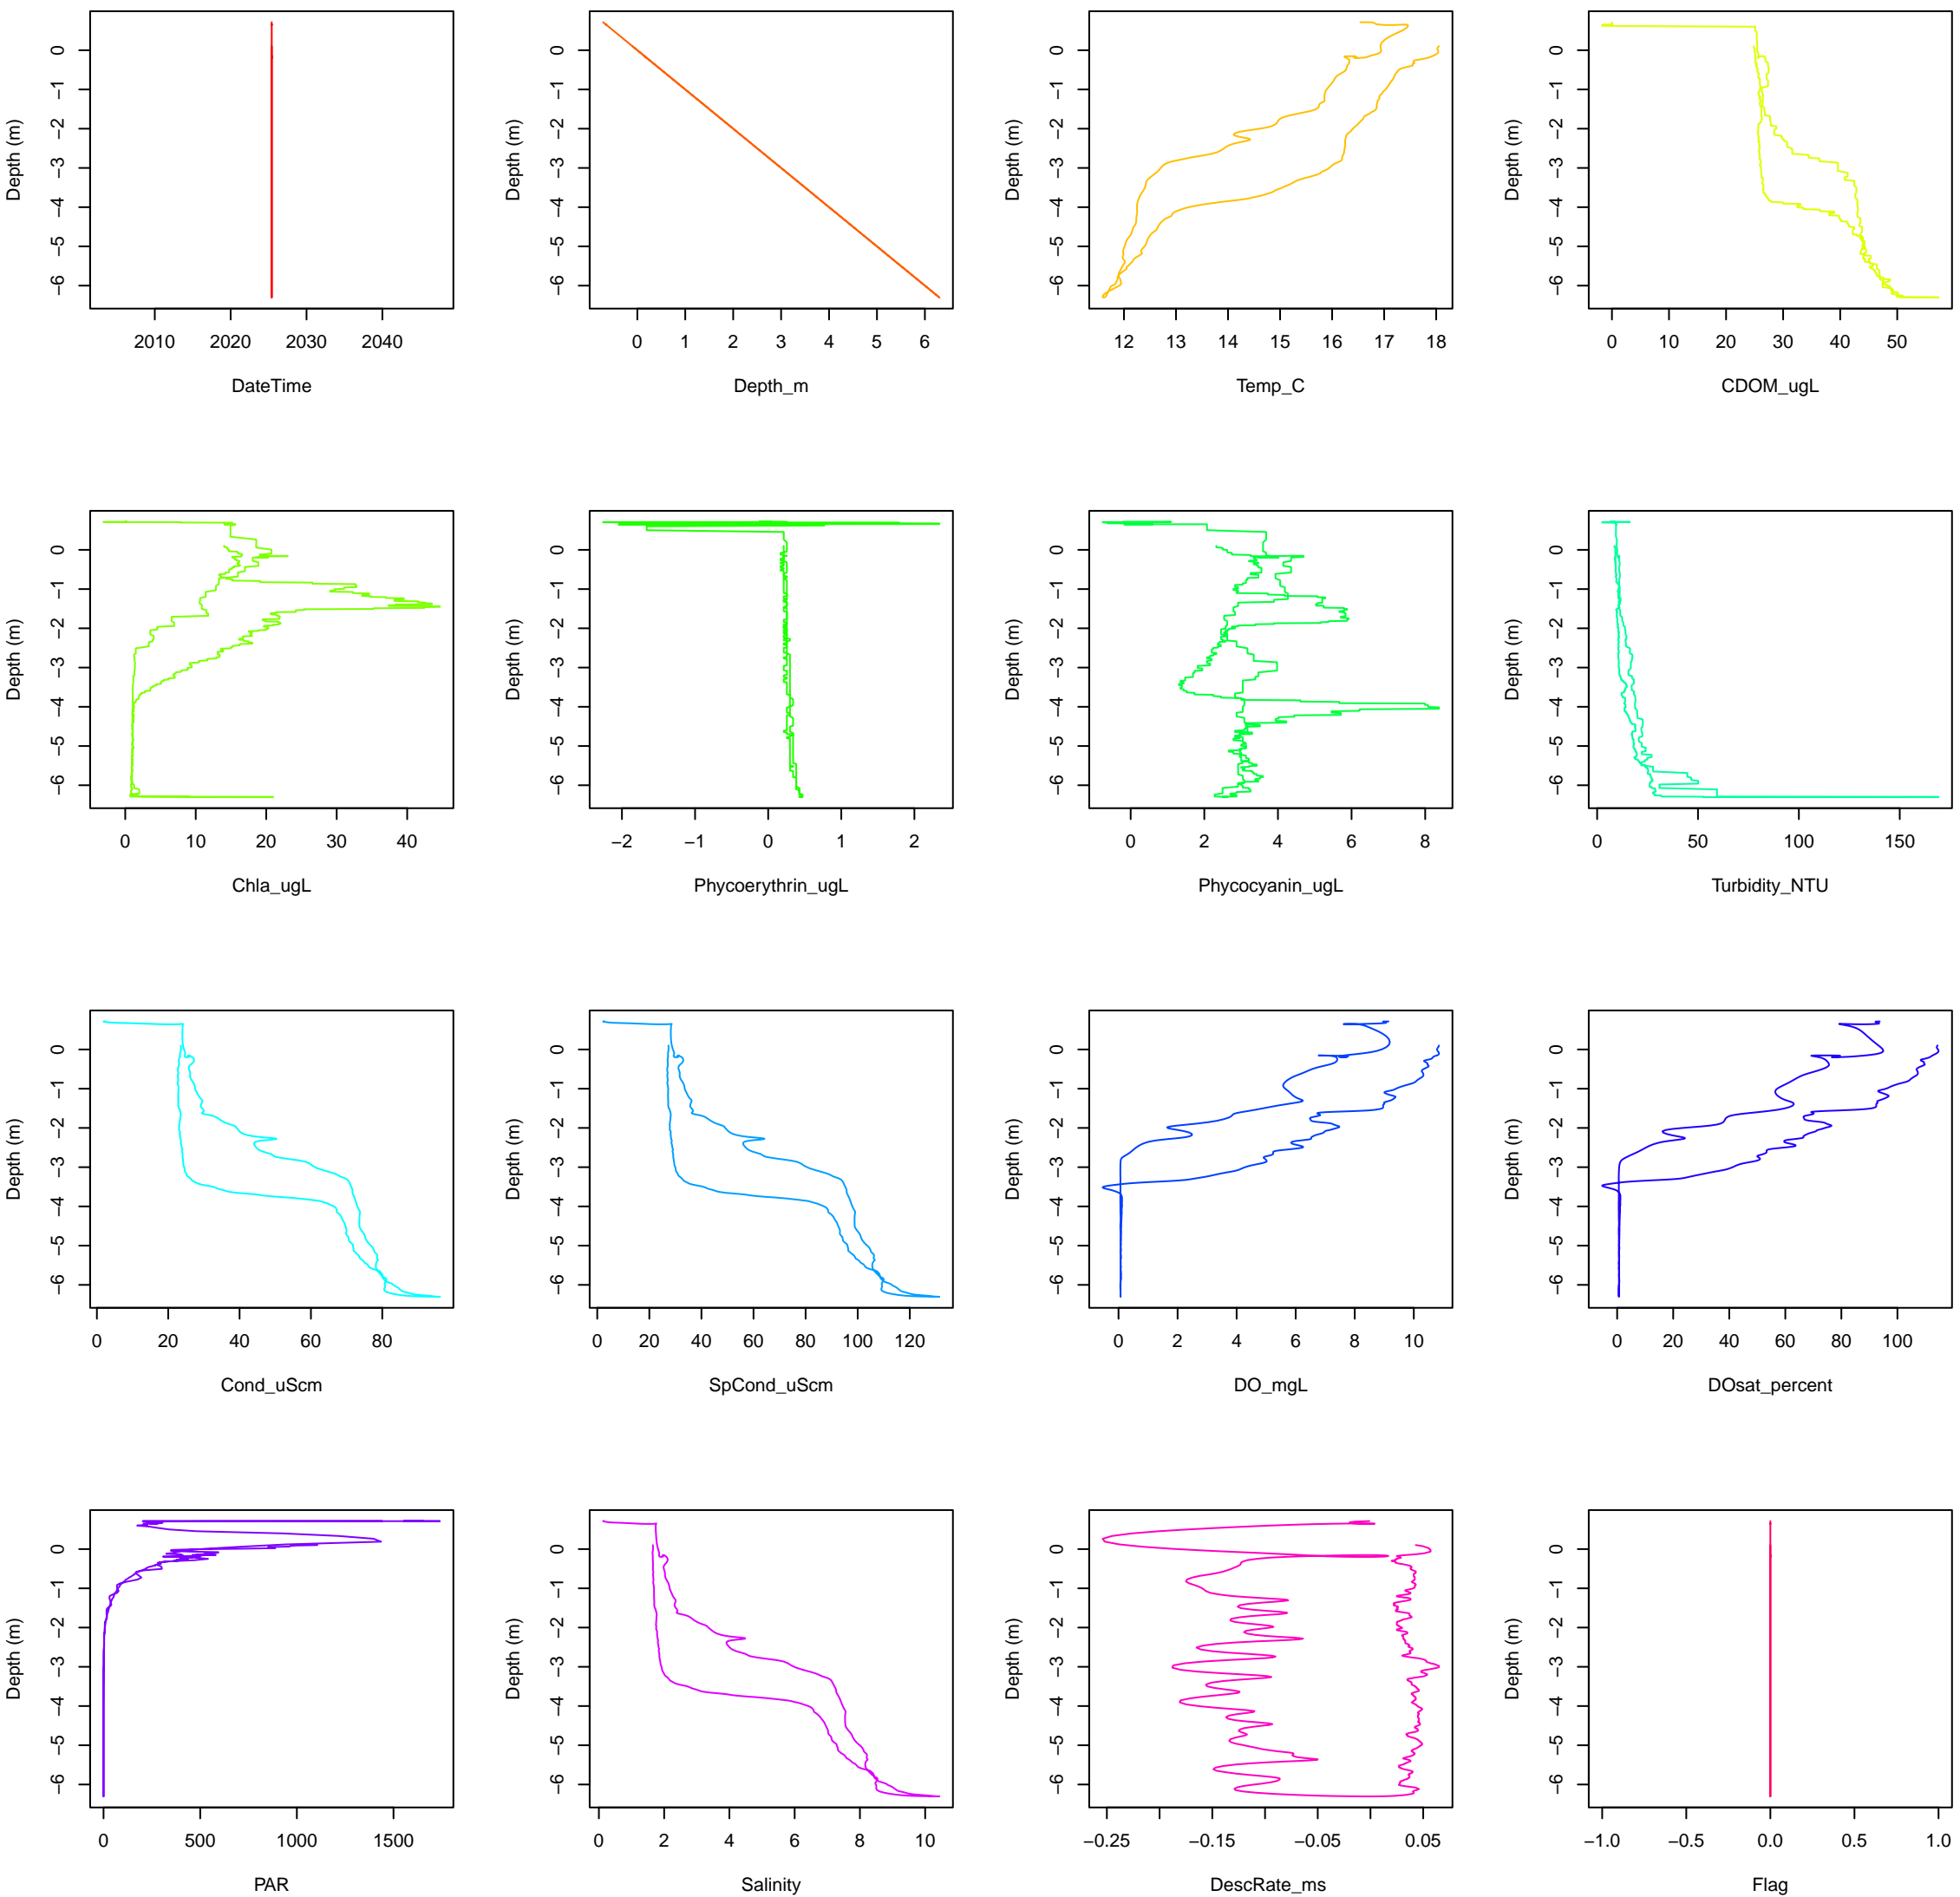 Depth (m) 0 −1 −2 −3 −4 −5 −6 Depth (m) 0 −1 −2 −3 −4 −5 −6 Depth (m) 0 −1 −2 −3 −4 −5 −6 Depth (m) 0 −1 −2 −3 −4 −5 −6
2010 2020 2030 2040 0 1 2 3 4 5 6 12 13 14 15 16 17 18 0 10 20 30 40 50
DateTime Depth_m Temp_C CDOM_ugL
Depth (m) 0 −1 −2 −3 −4 −5 −6 Depth (m) 0 −1 −2 −3 −4 −5 −6 Depth (m) 0 −1 −2 −3 −4 −5 −6 Depth (m) 0 −1 −2 −3 −4 −5 −6
0 10 20 30 40 −2 −1 0 1 2 0 2 4 6 8 0 50 100 150
Chla_ugL Phycoerythrin_ugL Phycocyanin_ugL Turbidity_NTU
Depth (m) 0 −1 −2 −3 −4 −5 −6 Depth (m) 0 −1 −2 −3 −4 −5 −6 Depth (m) 0 −1 −2 −3 −4 −5 −6 Depth (m) 0 −1 −2 −3 −4 −5 −6
0 20 40 60 80 0 20 40 60 80 100 120 0 2 4 6 8 10 0 20 40 60 80 100
Cond_uScm SpCond_uScm DO_mgL DOsat_percent
Depth (m) 0 −1 −2 −3 −4 −5 −6 Depth (m) 0 −1 −2 −3 −4 −5 −6 Depth (m) 0 −1 −2 −3 −4 −5 −6 Depth (m) 0 −1 −2 −3 −4 −5 −6
0 500 1000 1500 0 2 4 6 8 10 −0.25 −0.15 −0.05 0.05 −1.0 −0.5 0.0 0.5 1.0
PAR Salinity DescRate_ms Flag